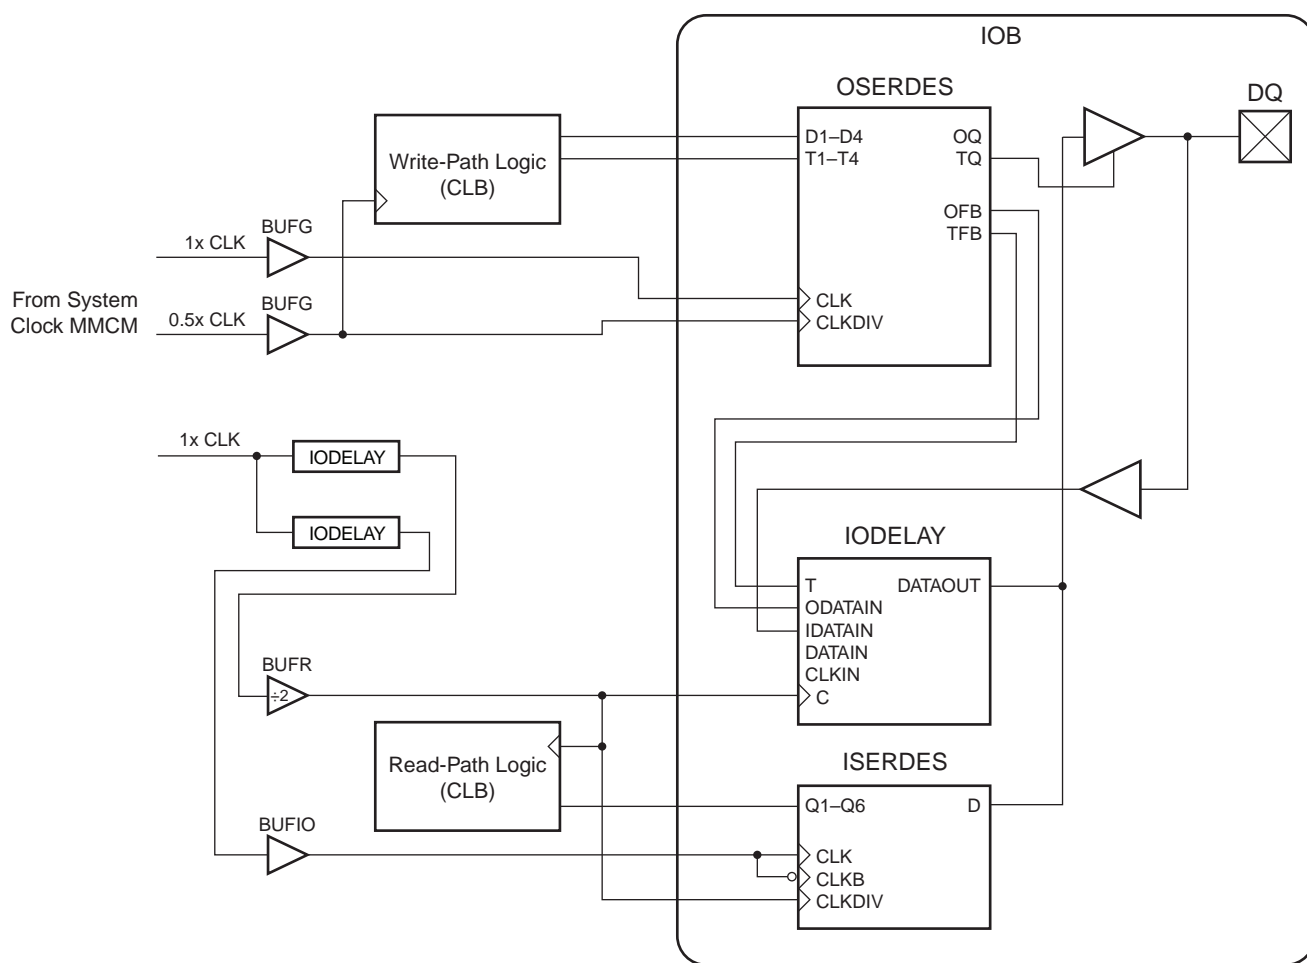 IOB
OSERDES
DQ
D1–D4
T1–T4
OQ
TQ
OFB
TFB
CLK
CLKDIV
Write-Path Logic
(CLB)
BUFG
1x CLK
BUFG
0.5x CLK
From System
Clock MMCM
1x CLK
IODELAY
IODELAY
IODELAY
T
ODATAIN
IDATAIN
DATAIN
CLKIN
C
DATAOUT
BUFR
÷2
Read-Path Logic
(CLB)
BUFIO
ISERDES
Q1–Q6
D
CLK
CLKB
CLKDIV